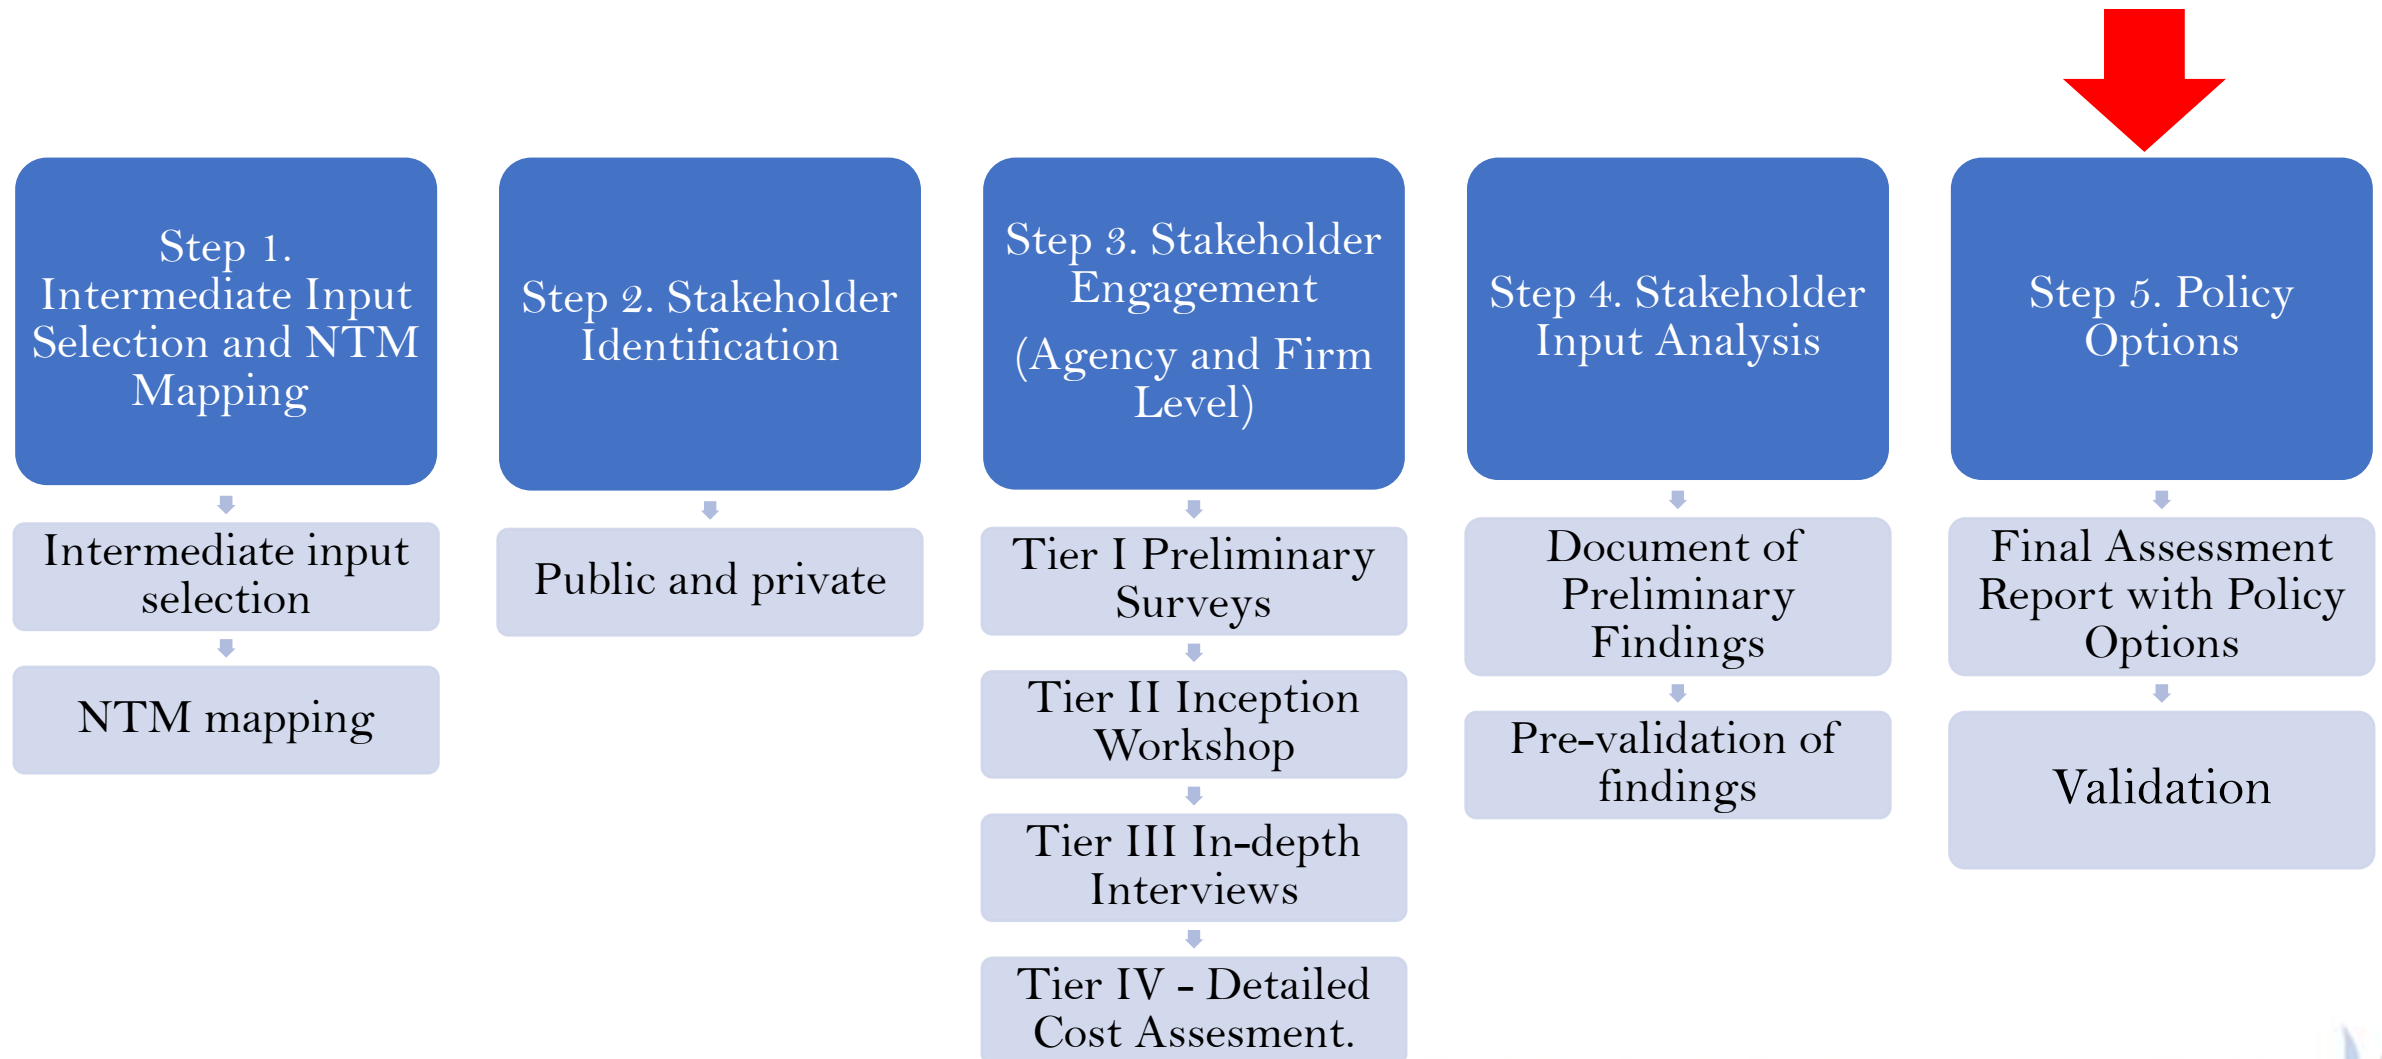 Step 1.
Intermediate Input
Selection and NTM
Mapping
Intermediate input
selection
NTM mapping
Step 2. Stakeholder
Identification
Public and private
Step 3. Stakeholder
Engagement
(Agency and Firm
Level)
Tier I Preliminary
Surveys
Tier II Inception
Workshop
Tier III In-depth
Interviews
Tier IV - Detailed
Cost Assesment.
Step 4. Stakeholder
Input Analysis
Document of
Preliminary
Findings
Pre-validation of
findings
Step 5. Policy
Options
Final Assessment
Report with Policy
Options
Validation